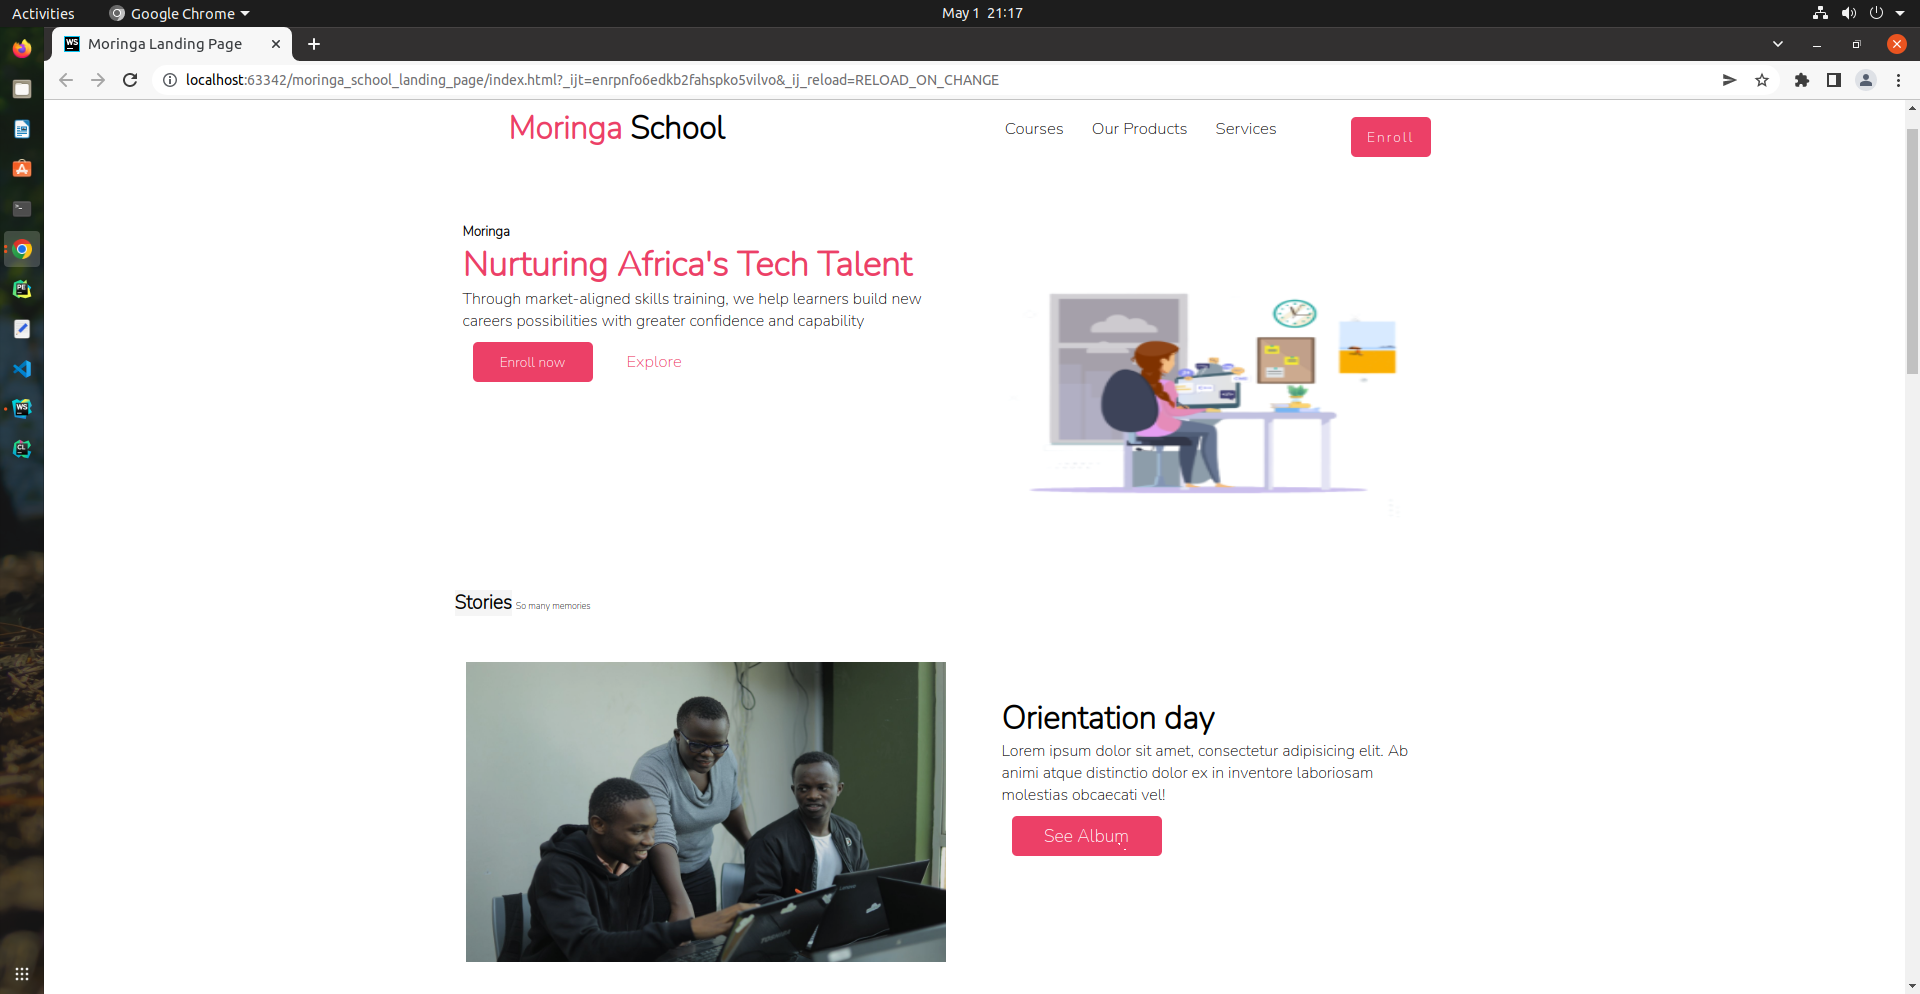 Activities
Google Chrome
May 1 21:17
WS
Moringa Landing Page
localhost:63342/moringa_school_landing_page/index.html?_ijt=enrpnfo6edkb2fahspko5vilvo&_ij_reload=RELOAD_ON_CHANGE
Moringa School
Courses
Our Products
Services
Enroll
Moringa
Nurturing Africa's Tech Talent
Through market-aligned skills training, we help learners build new
careers possibilities with greater confidence and capability
Enroll now
Explore
Stories
So many memories
Orientation day
Lorem ipsum dolor sit amet, consectetur adipisicing elit. Ab
animi atque distinctio dolor ex in inventore laboriosam
molestias obcaecati vel!
See Album
PE
WS
CL